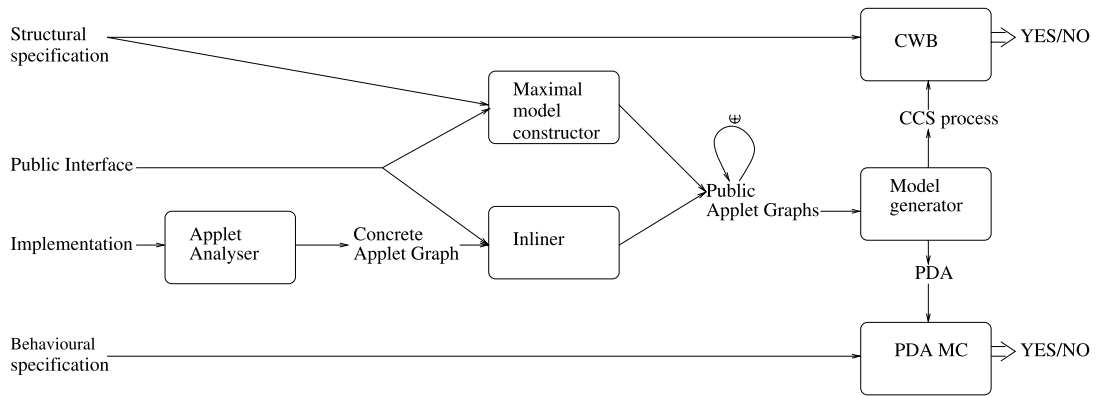 Structural
specification
CWB
YES/NO
Maximal
model
constructor
CCS process
⊕
Public Interface
Public
Applet Graphs
Model
generator
Implementation
Applet
Analyser
Concrete
Applet Graph
Inliner
PDA
Behavioural
specification
PDA MC
YES/NO